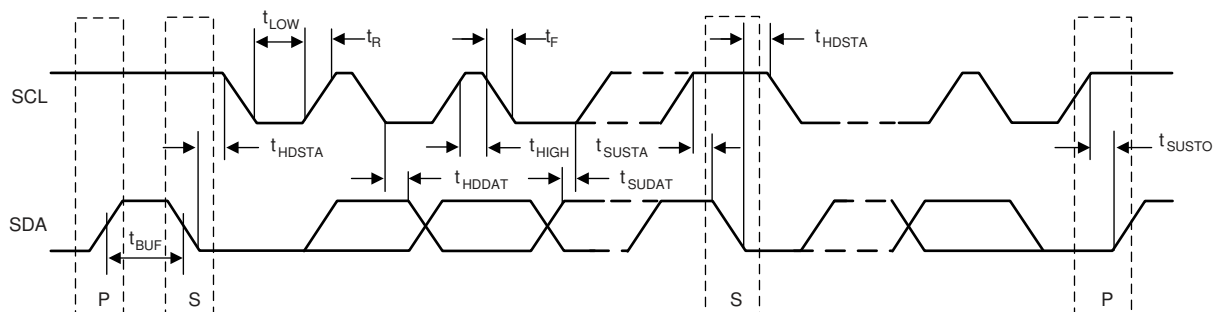 tLOW
tR
tF
tHDSTA
SCL
tHDSTA
tHIGH
tSUSTA
tSUSTO
tHDDAT
tSUDAT
SDA
tBUF
P
S
S
P